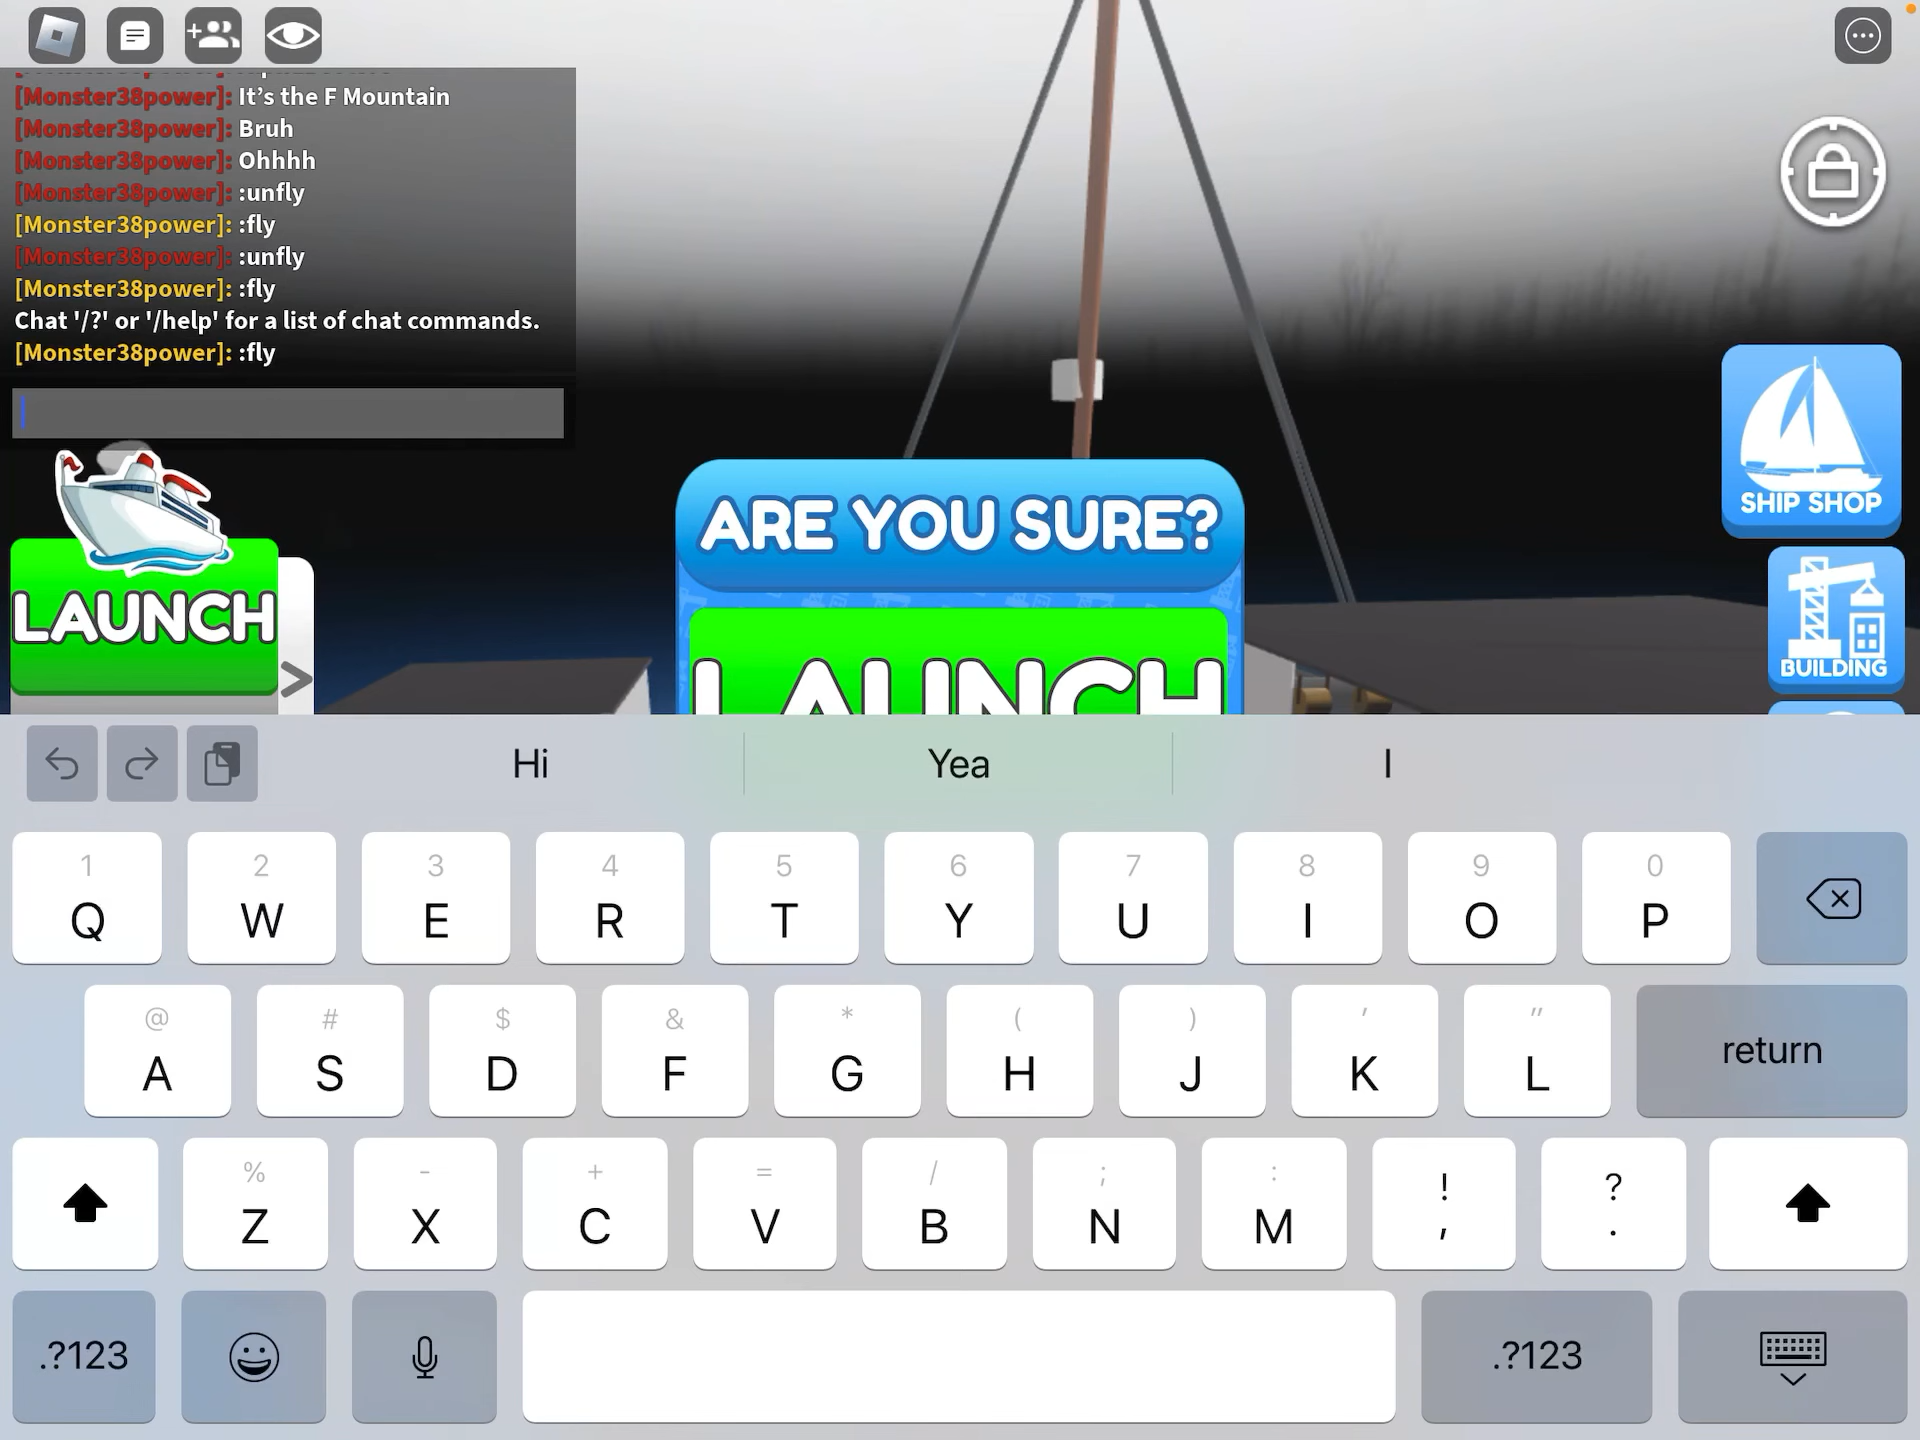 [Monster38power]: It's the F Mountain
[Monster38power]: Bruh
[Monster38power]: Ohhhh
[Monster38power]: :unfly
[Monster38power]: :fly
[Monster38power]: :unfly
[Monster38power]: :fly
Chat '/?' or '/help' for a list of chat commands.
[Monster38power]: :fly
SHIP SHOP
ARE YOU SURE?
LAUNCH
LAUNCH
>
BUILDING
Hi Yea I
1 2 3 4 5 6 7 8 9 0
Q W E R T Y U I O P
@ # $ & * ( ) ' "
A S D F G H J K L return
% - + = / ; : ! ?
Z X C V B N M , .
.?123 .?123